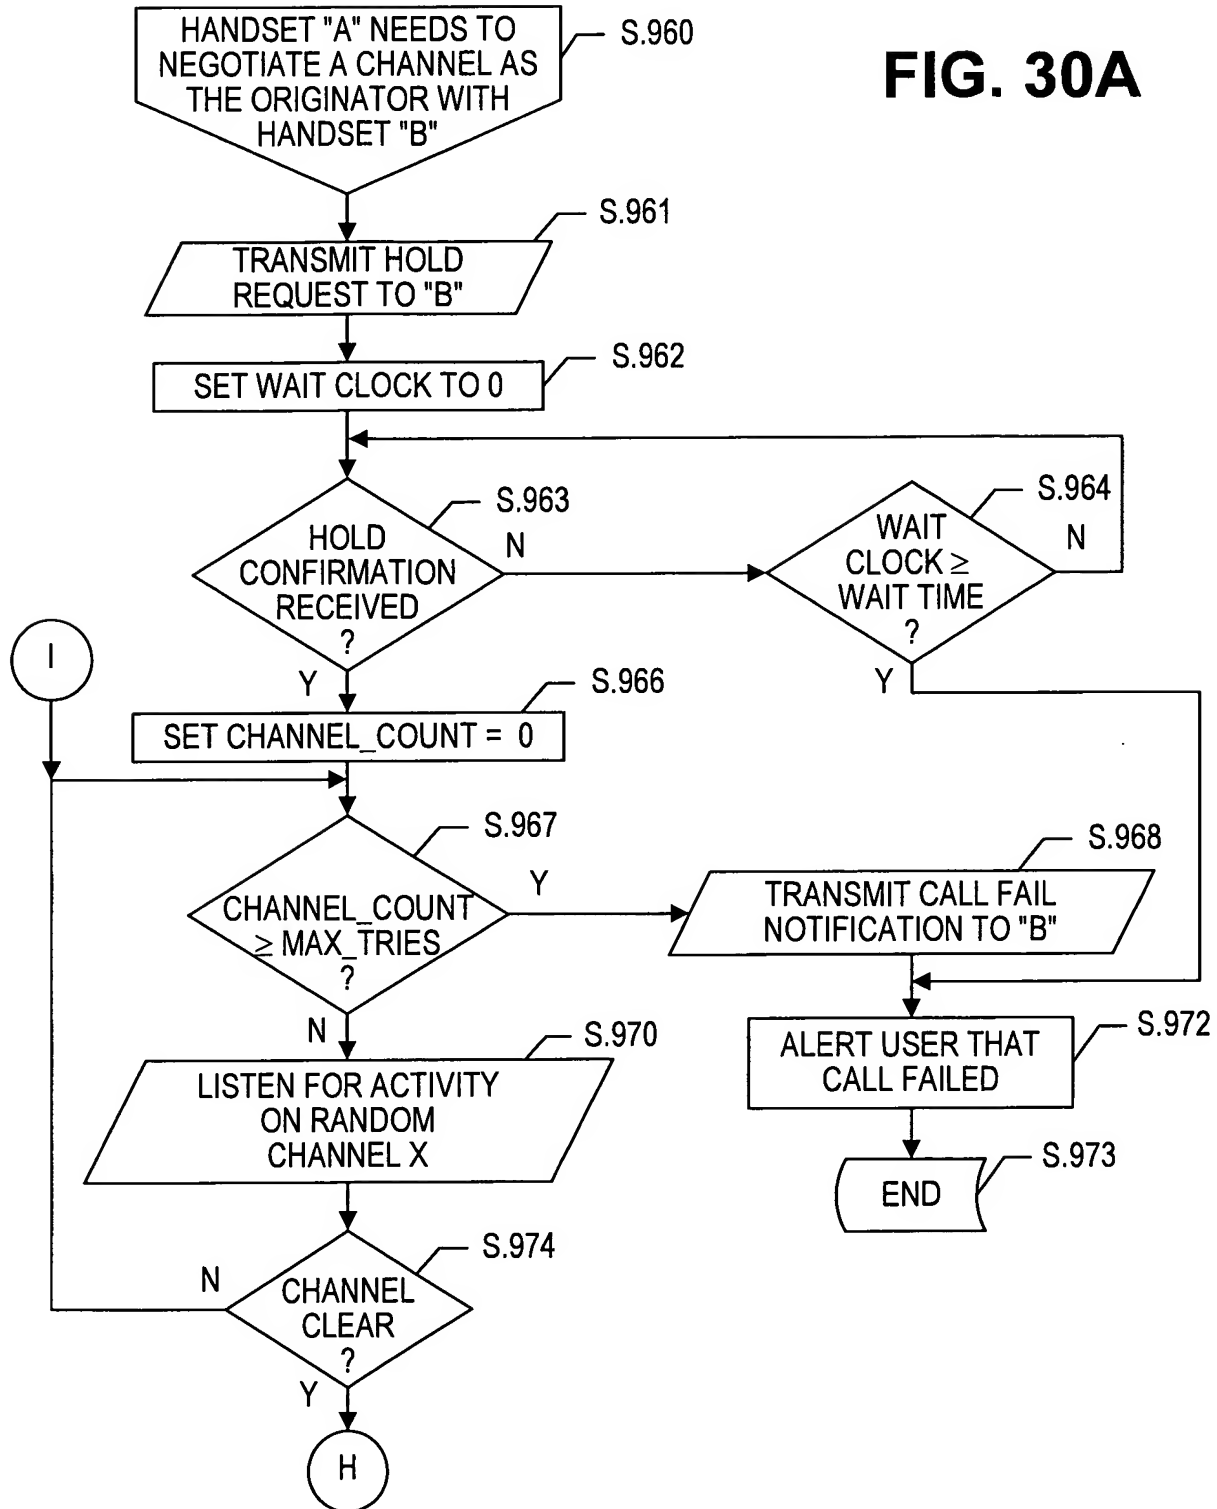 FIG. 30A
HANDSET "A" NEEDS TO
NEGOTIATE A CHANNEL AS
THE ORIGINATOR WITH
HANDSET "B"
S.960
S.961
TRANSMIT HOLD
REQUEST TO "B"
S.962
SET WAIT CLOCK TO 0
S.963
HOLD
CONFIRMATION
RECEIVED
?
N
Y
S.964
WAIT
CLOCK ≥
WAIT TIME
?
N
Y
I
S.966
SET CHANNEL_COUNT = 0
S.967
CHANNEL_COUNT
≥ MAX_TRIES
?
Y
N
S.968
TRANSMIT CALL FAIL
NOTIFICATION TO "B"
S.970
LISTEN FOR ACTIVITY
ON RANDOM
CHANNEL X
S.972
ALERT USER THAT
CALL FAILED
S.973
END
S.974
CHANNEL
CLEAR
?
N
Y
H